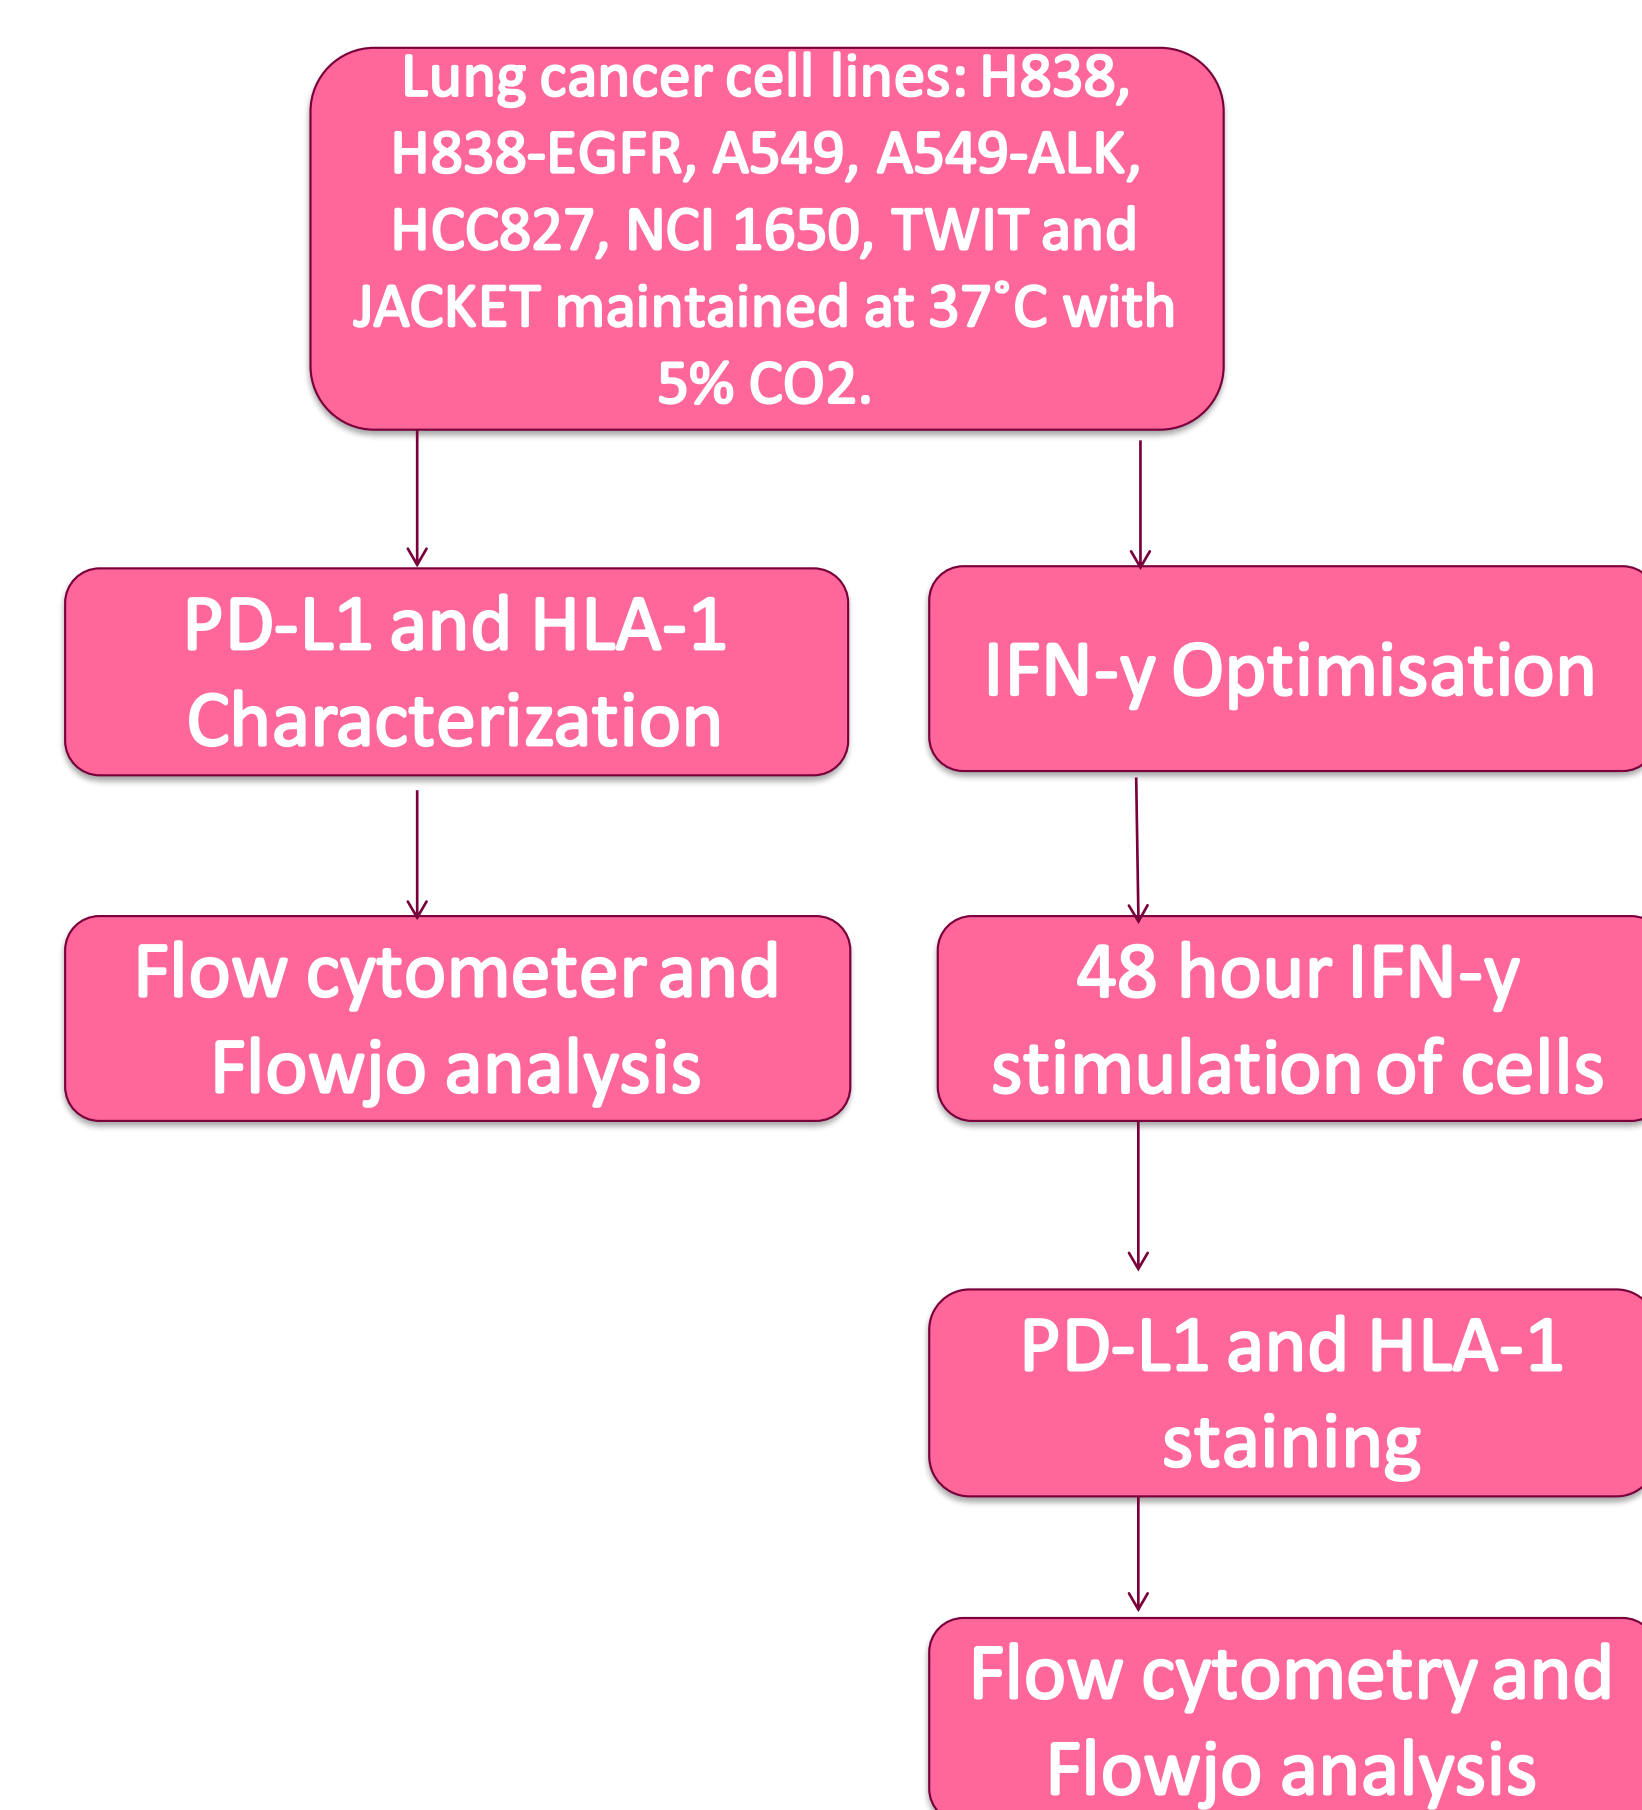 Lung cancer cell lines: H838,
H838-EGFR, A549, A549-ALK,
HCC827, NCI 1650, TWIT and
JACKET maintained at 37˚C with
5% CO2.
PD-L1 and HLA-1
Characterization
Flow cytometer and
Flowjo analysis
IFN-y Optimisation
48 hour IFN-y
stimulation of cells
PD-L1 and HLA-1
staining
Flow cytometry and
Flowjo analysis